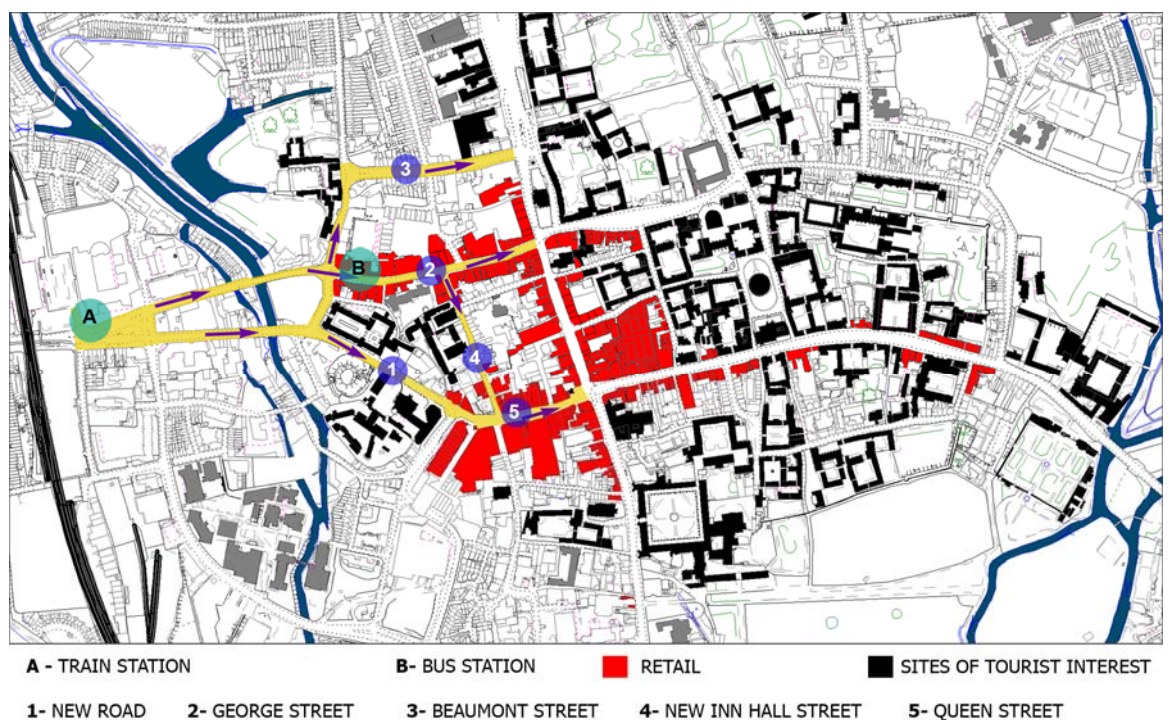 3
B
2
A
4
1
5
A - TRAIN STATION B- BUS STATION RETAIL SITES OF TOURIST INTEREST
1- NEW ROAD 2- GEORGE STREET 3- BEAUMONT STREET 4- NEW INN HALL STREET 5- QUEEN STREET